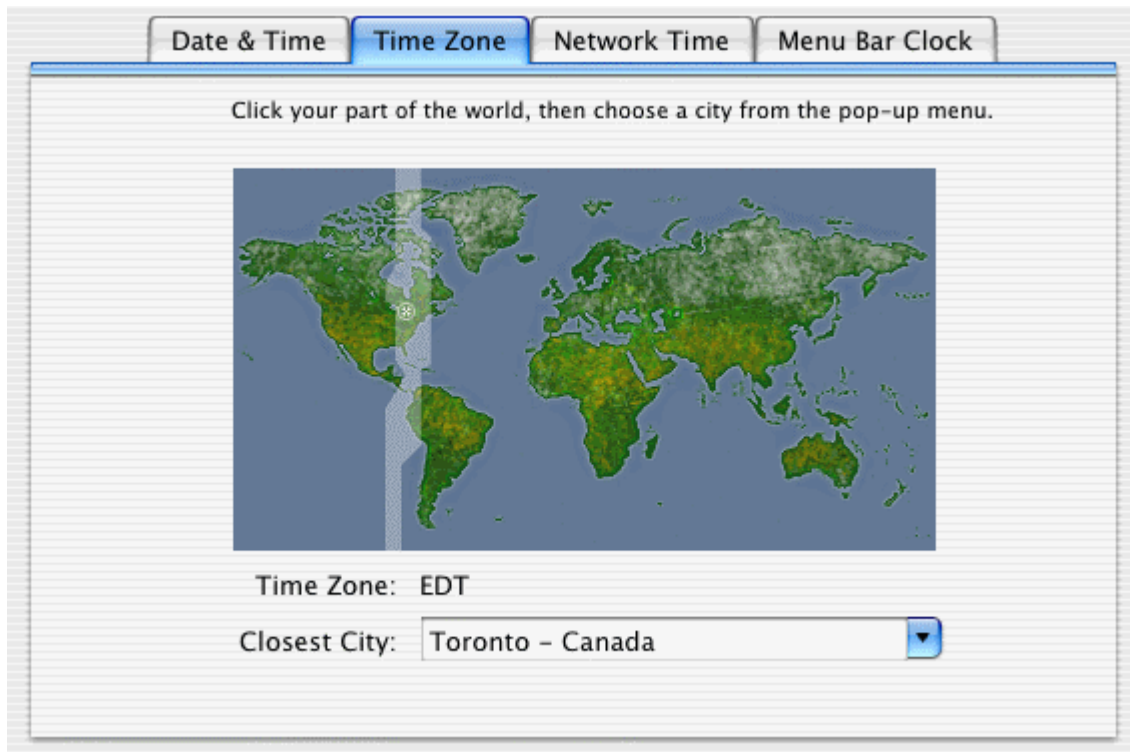 Date & Time Time Zone Network Time Menu Bar Clock
Click your part of the world, then choose a city from the pop-up menu.
Time Zone: EDT
Closest City: Toronto – Canada